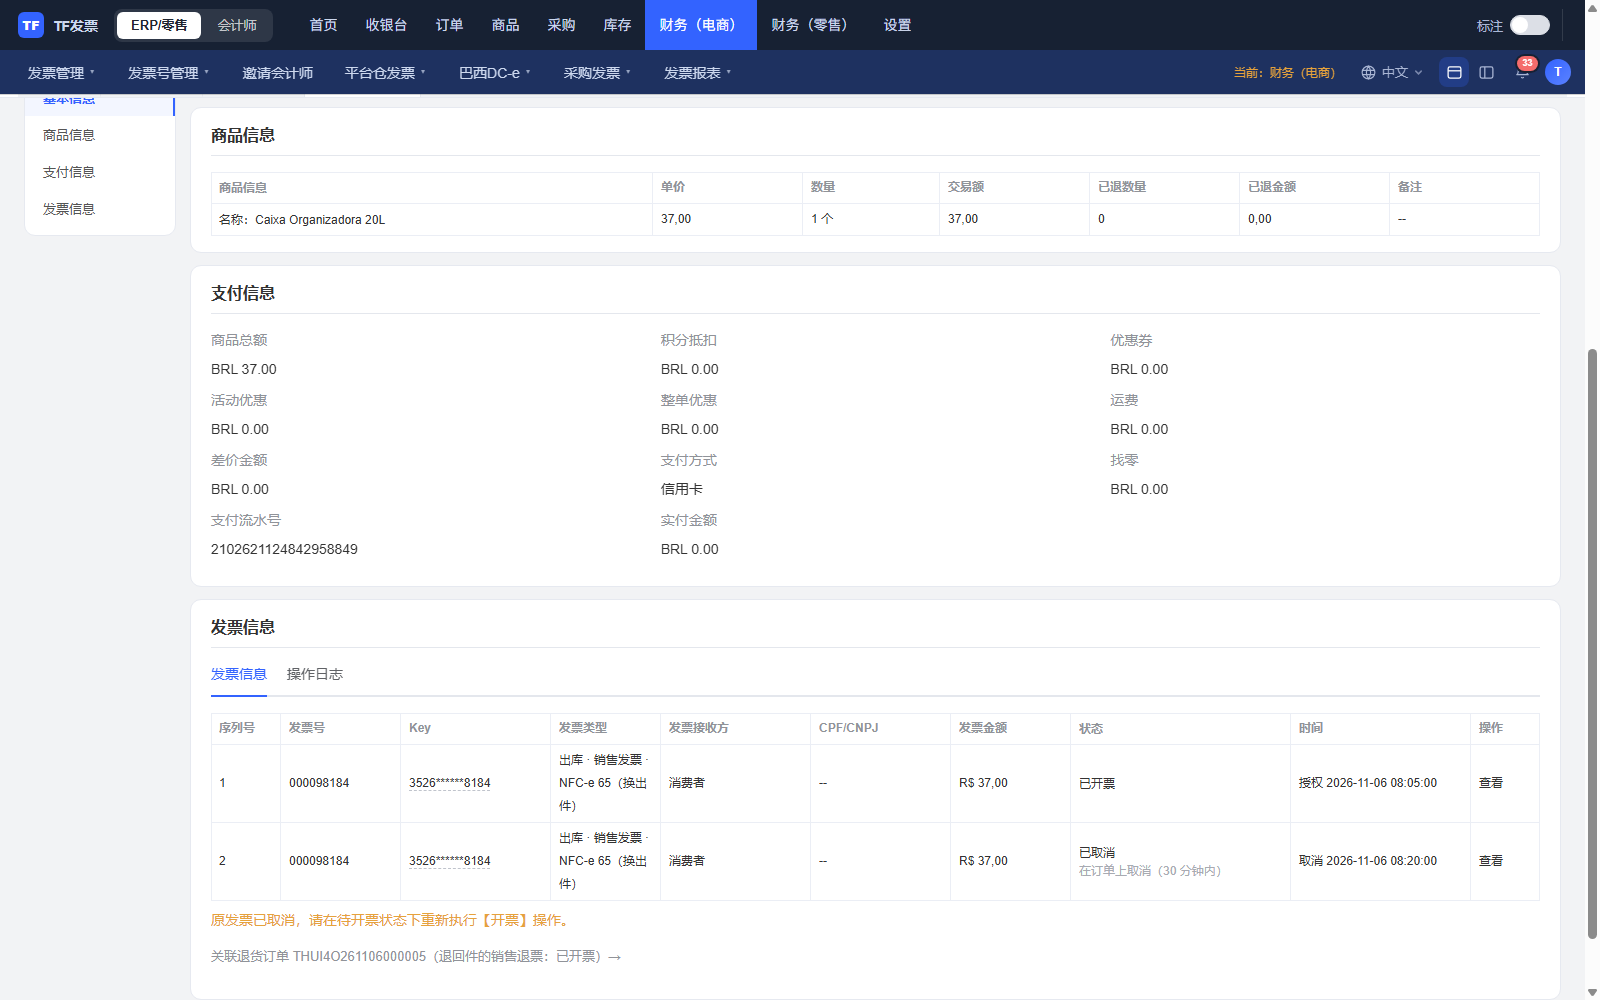 TF TF发票 ERP/零售 会计师 首页 收银台 订单 商品 采购 库存 财务（电商） 财务（零售） 设置 标注
发票管理 发票号管理 邀请会计师 平台仓发票 巴西DC-e 采购发票 发票报表 当前：财务（电商） 中文 33 T
基本信息
商品信息
支付信息
发票信息
商品信息
商品信息 单价 数量 交易额 已退数量 已退金额 备注
名称：Caixa Organizadora 20L 37,00 1 个 37,00 0 0,00 --
支付信息
商品总额 积分抵扣 优惠券
BRL 37.00 BRL 0.00 BRL 0.00
活动优惠 整单优惠 运费
BRL 0.00 BRL 0.00 BRL 0.00
差价金额 支付方式 找零
BRL 0.00 信用卡 BRL 0.00
支付流水号 实付金额
2102621124842958849 BRL 0.00
发票信息
发票信息 操作日志
序列号 发票号 Key 发票类型 发票接收方 CPF/CNPJ 发票金额 状态 时间 操作
1 000098184 3526******8184 出库 · 销售发票 · NFC-e 65（换出件） 消费者 -- R$ 37,00 已开票 授权 2026-11-06 08:05:00 查看
2 000098184 3526******8184 出库 · 销售发票 · NFC-e 65（换出件） 消费者 -- R$ 37,00 已取消 在订单上取消（30 分钟内） 取消 2026-11-06 08:20:00 查看
原发票已取消，请在待开票状态下重新执行【开票】操作。
关联退货订单 THUI4O261106000005（退回件的销售退票：已开票）→